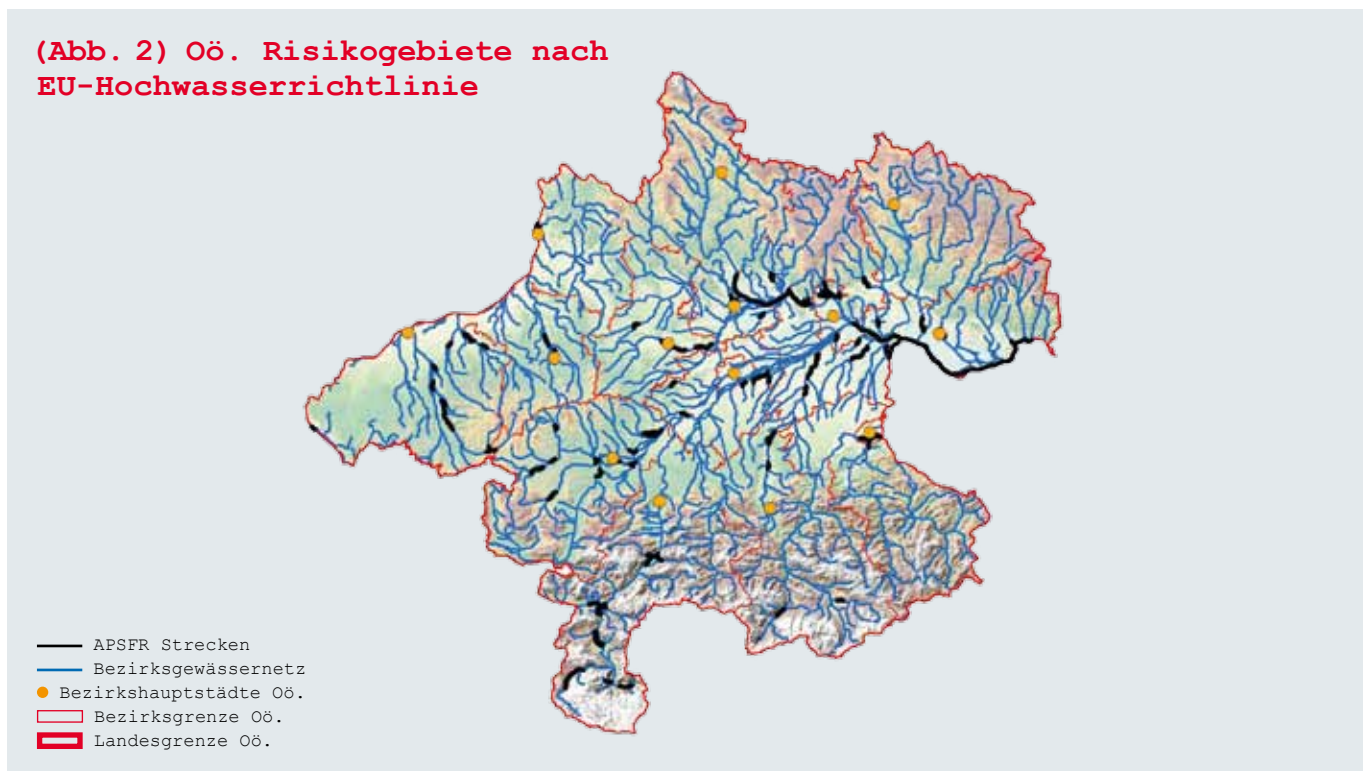 (Abb. 2) Oö. Risikogebiete nach
EU-Hochwasserrichtlinie
APSFR Strecken
Bezirksgewässernetz
Bezirkshauptstädte Oö.
Bezirksgrenze Oö.
Landesgrenze Oö.